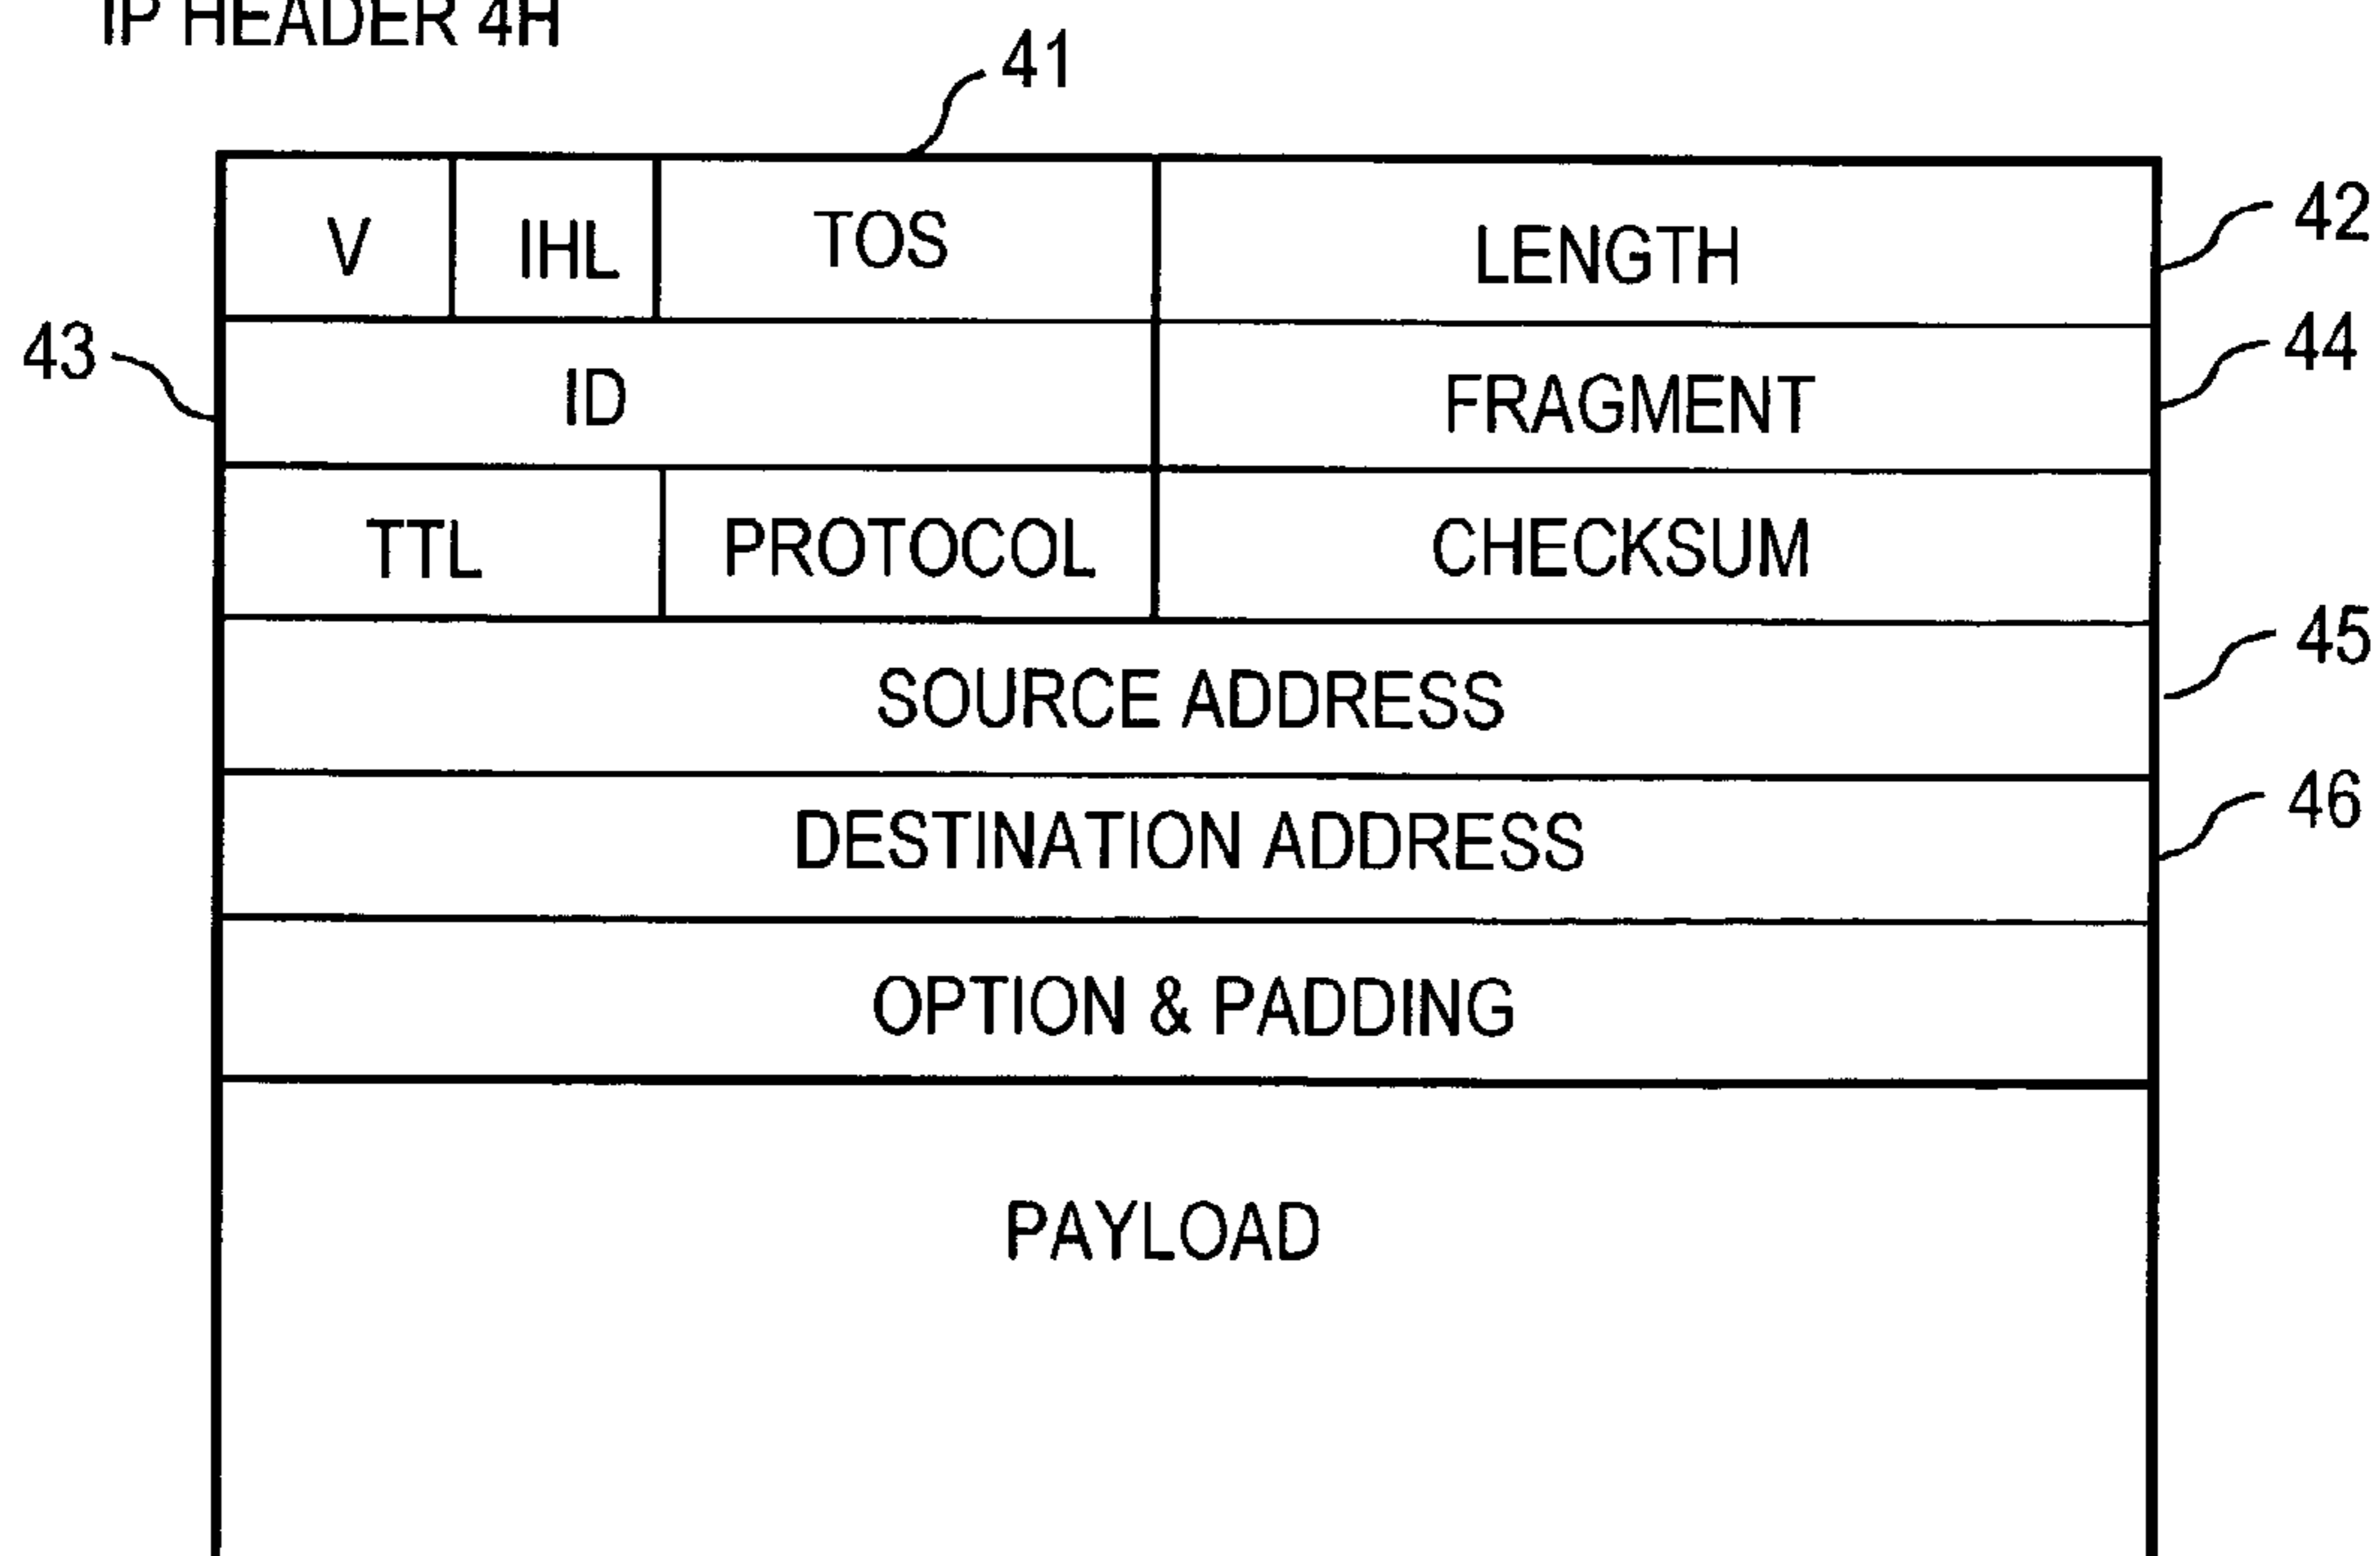 IP HEADER 4H
41
V IHL TOS LENGTH 42
43 ID FRAGMENT 44
TTL PROTOCOL CHECKSUM
SOURCE ADDRESS 45
DESTINATION ADDRESS 46
OPTION & PADDING
PAYLOAD